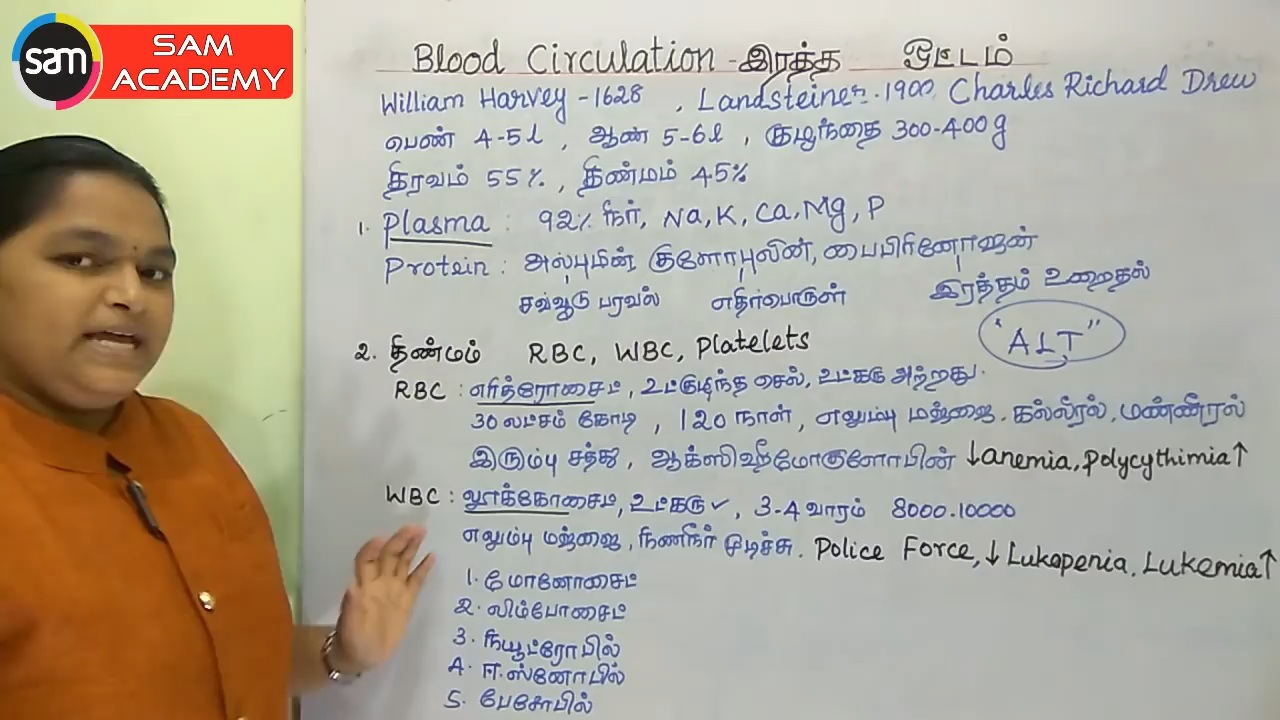 sam SAM ACADEMY
Blood Circulation - இரத்த ஓட்டம்
William Harvey - 1628 , Landsteiner - 1900, Charles Richard Drew
பெண் 4-5 l , ஆண் 5-6 l , குழந்தை 300-400 g
திரவம் 55% , திண்மம் 45%
1. Plasma : 92% நீர், Na, K, Ca, Mg, P
Protein : அல்புமின், குளோபுலின், பைபிரினோஜன்
சவ்வூடு பரவல் எதிர்பொருள் இரத்தம் உறைதல்
2. திண்மம் RBC, WBC, Platelets "ALT"
RBC : எரித்ரோசைட், உட்குழிந்த செல், உட்கரு அற்றது.
30 லட்சம் கோடி , 120 நாள் , எலும்பு மஜ்ஜை. கல்லீரல், மண்ணீரல்
இரும்பு சத்து , ஆக்ஸிஹீமோகுளோபின் ↓anemia, polycythimia↑
WBC : லூக்கோசைட், உட்கரு ✓ , 3-4 வாரம் 8000-10000
எலும்பு மஜ்ஜை , நிணநீர் முடிச்சு. Police Force, ↓Lukopenia. Lukemia↑
1. மோனோசைட்
2. லிம்போசைட்
3. நியூட்ரோபில்
4. ஈ.ஸ்னோபில்
5. பேசோபில்